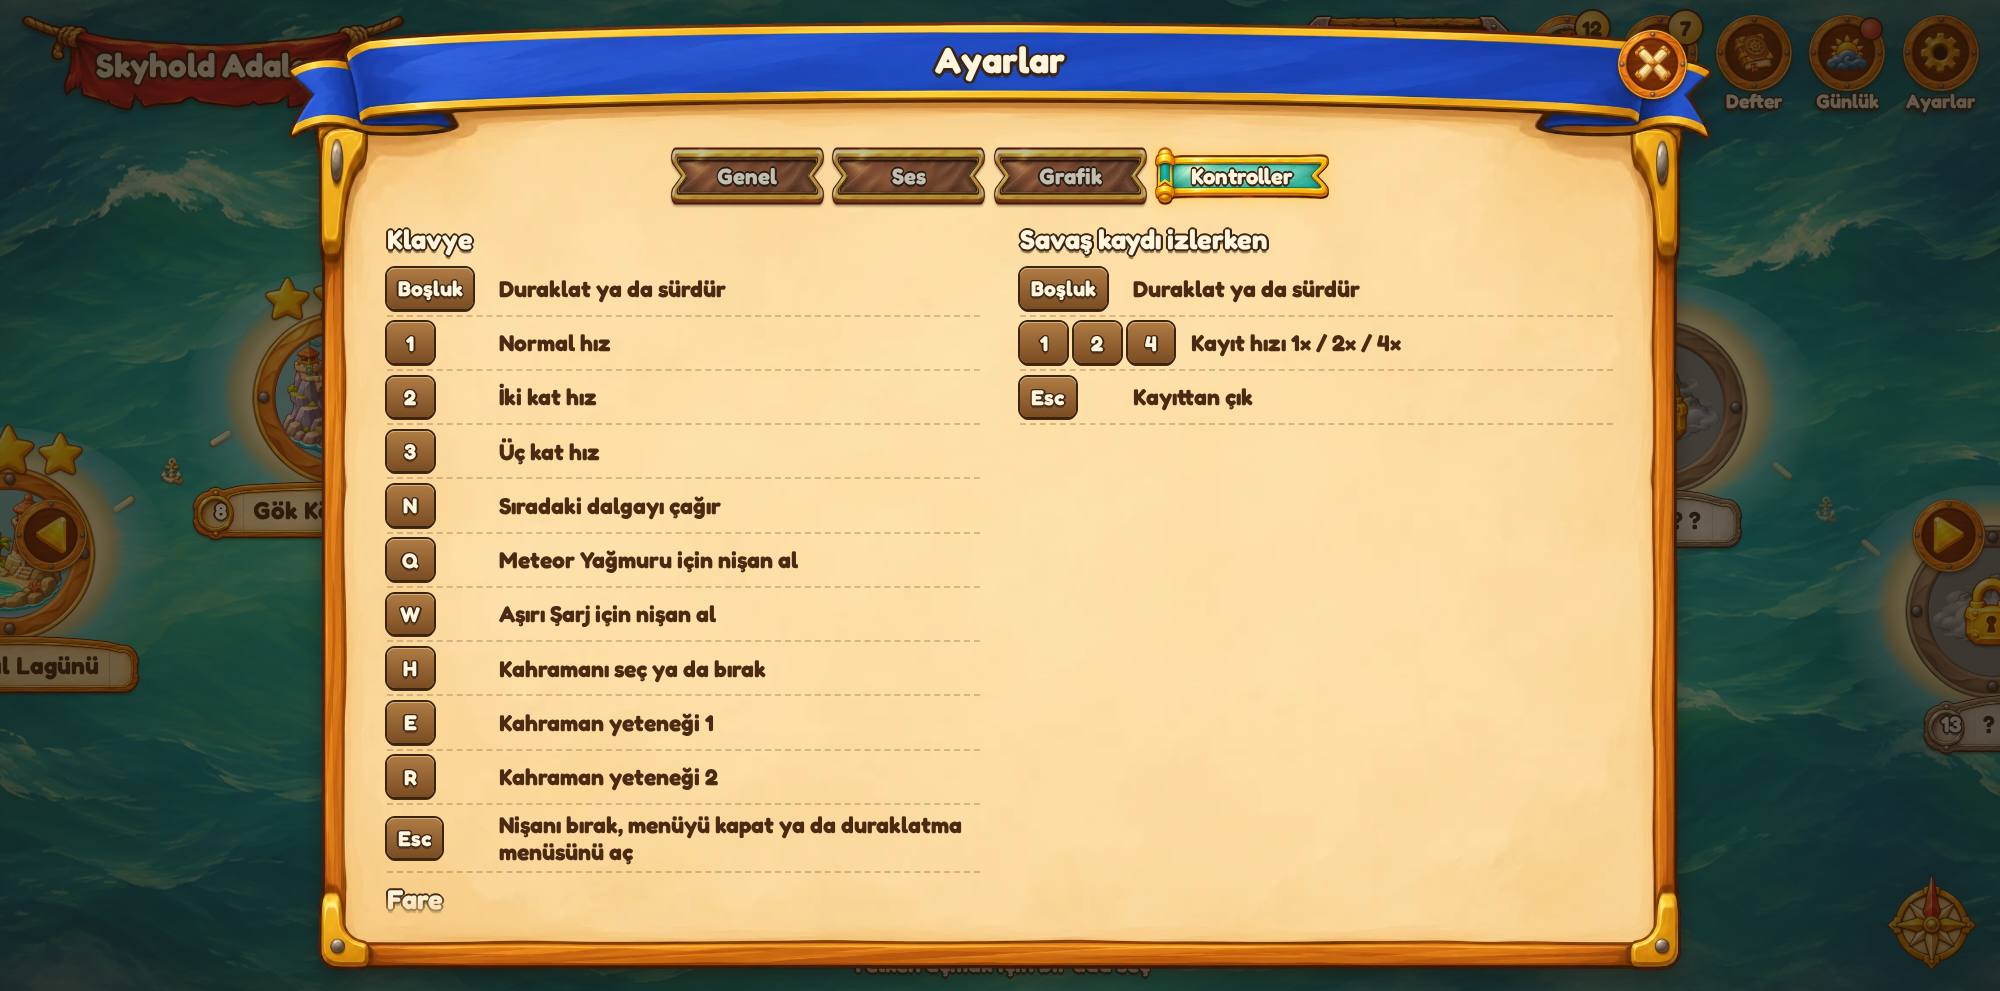 Skyhold Adal
Ayarlar
12
7
Defter
Günlük
Ayarlar
Genel
Ses
Grafik
Kontroller
Klavye
Boşluk Duraklat ya da sürdür
1 Normal hız
2 İki kat hız
3 Üç kat hız
N Sıradaki dalgayı çağır
Q Meteor Yağmuru için nişan al
W Aşırı Şarj için nişan al
H Kahramanı seç ya da bırak
E Kahraman yeteneği 1
R Kahraman yeteneği 2
Esc Nişanı bırak, menüyü kapat ya da duraklatma
menüsünü aç
Fare
Savaş kaydı izlerken
Boşluk Duraklat ya da sürdür
1 2 4 Kayıt hızı 1× / 2× / 4×
Esc Kayıttan çık
8 Gök
Lagünü
? ?
13 ?